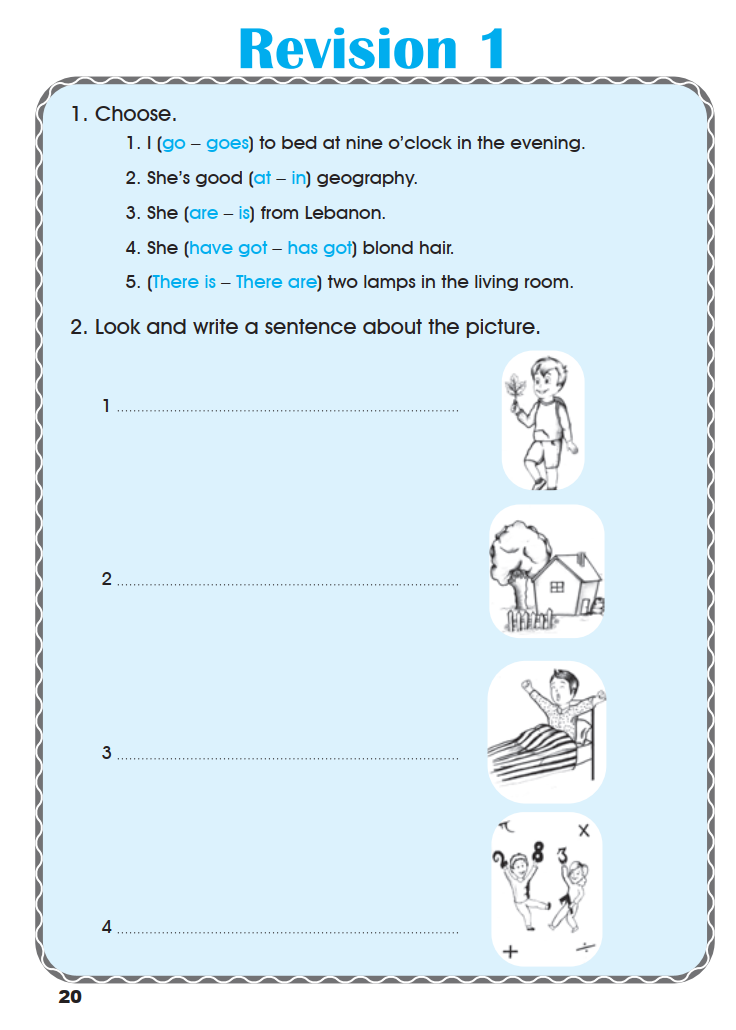 Revision 1
1. Choose.
1. I (go – goes) to bed at nine o’clock in the evening.
2. She’s good (at – in) geography.
3. She (are – is) from Lebanon.
4. She (have got – has got) blond hair.
5. (There is – There are) two lamps in the living room.
2. Look and write a sentence about the picture.
1 ........................................................................
2 ........................................................................
3 ........................................................................
π x
2 8 3
4 ........................................................................
+ ÷
20